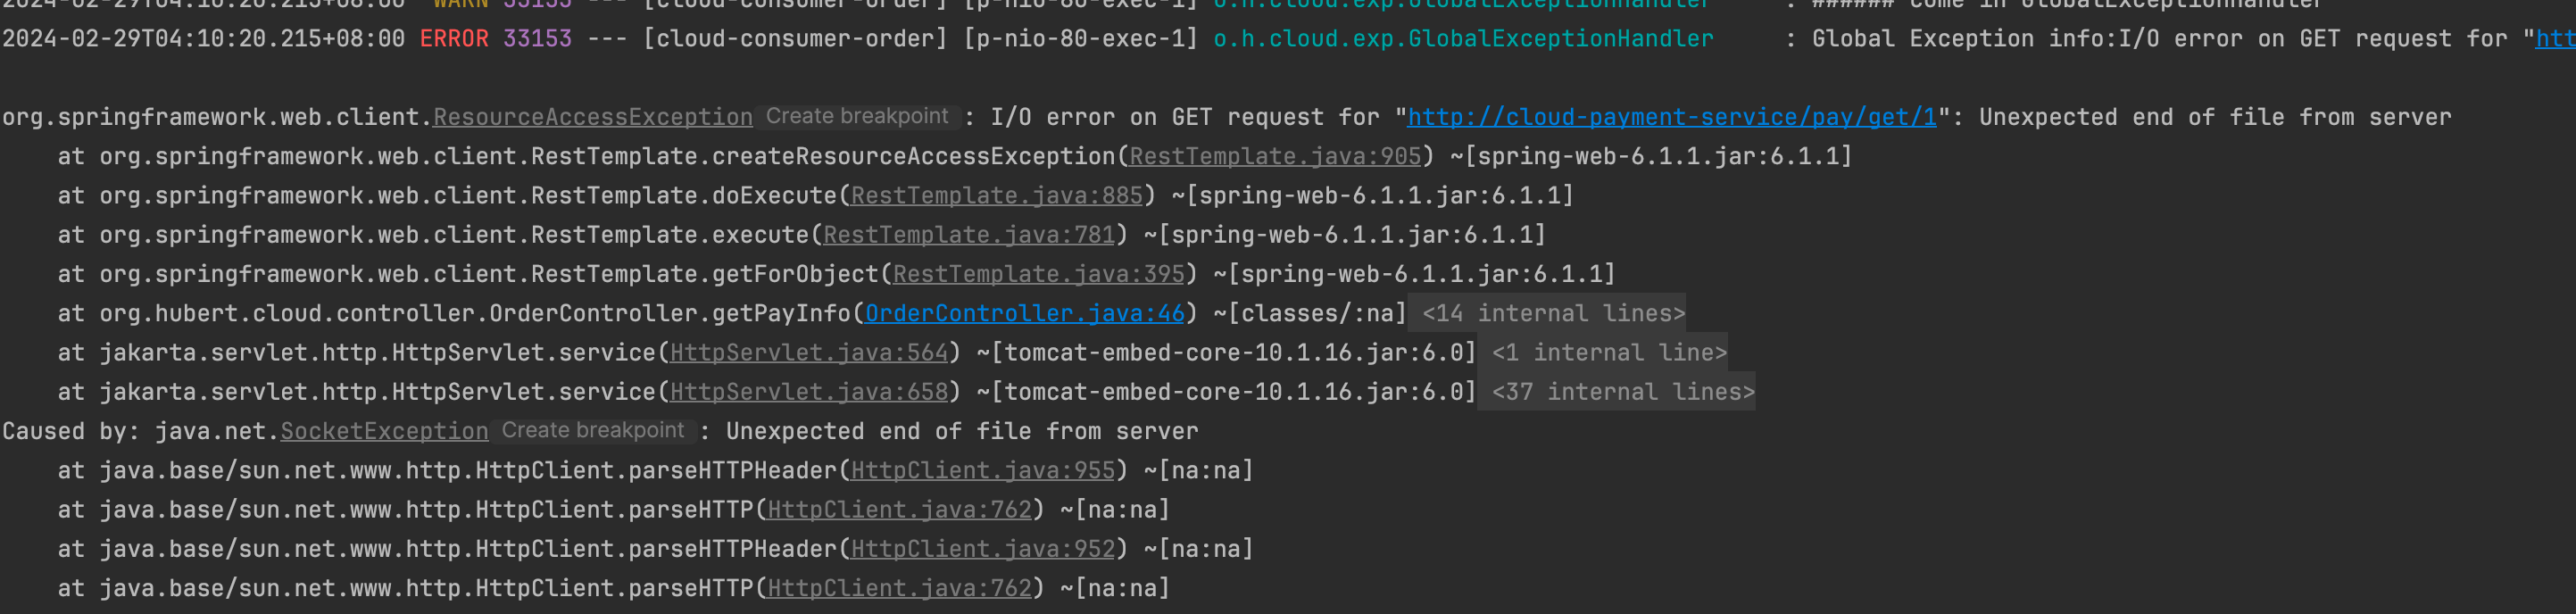 2024-02-29T04:10:20.215+08:00 WARN 33153 --- [cloud-consumer-order] [p-nio-80-exec-1] o.h.cloud.exp.GlobalExceptionHandler : ###### come in GlobalExceptionHandler
2024-02-29T04:10:20.215+08:00 ERROR 33153 --- [cloud-consumer-order] [p-nio-80-exec-1] o.h.cloud.exp.GlobalExceptionHandler : Global Exception info:I/O error on GET request for "htt
org.springframework.web.client.ResourceAccessException Create breakpoint : I/O error on GET request for "http://cloud-payment-service/pay/get/1": Unexpected end of file from server
at org.springframework.web.client.RestTemplate.createResourceAccessException(RestTemplate.java:905) ~[spring-web-6.1.1.jar:6.1.1]
at org.springframework.web.client.RestTemplate.doExecute(RestTemplate.java:885) ~[spring-web-6.1.1.jar:6.1.1]
at org.springframework.web.client.RestTemplate.execute(RestTemplate.java:781) ~[spring-web-6.1.1.jar:6.1.1]
at org.springframework.web.client.RestTemplate.getForObject(RestTemplate.java:395) ~[spring-web-6.1.1.jar:6.1.1]
at org.hubert.cloud.controller.OrderController.getPayInfo(OrderController.java:46) ~[classes/:na] <14 internal lines>
at jakarta.servlet.http.HttpServlet.service(HttpServlet.java:564) ~[tomcat-embed-core-10.1.16.jar:6.0] <1 internal line>
at jakarta.servlet.http.HttpServlet.service(HttpServlet.java:658) ~[tomcat-embed-core-10.1.16.jar:6.0] <37 internal lines>
Caused by: java.net.SocketException Create breakpoint : Unexpected end of file from server
at java.base/sun.net.www.http.HttpClient.parseHTTPHeader(HttpClient.java:955) ~[na:na]
at java.base/sun.net.www.http.HttpClient.parseHTTP(HttpClient.java:762) ~[na:na]
at java.base/sun.net.www.http.HttpClient.parseHTTPHeader(HttpClient.java:952) ~[na:na]
at java.base/sun.net.www.http.HttpClient.parseHTTP(HttpClient.java:762) ~[na:na]